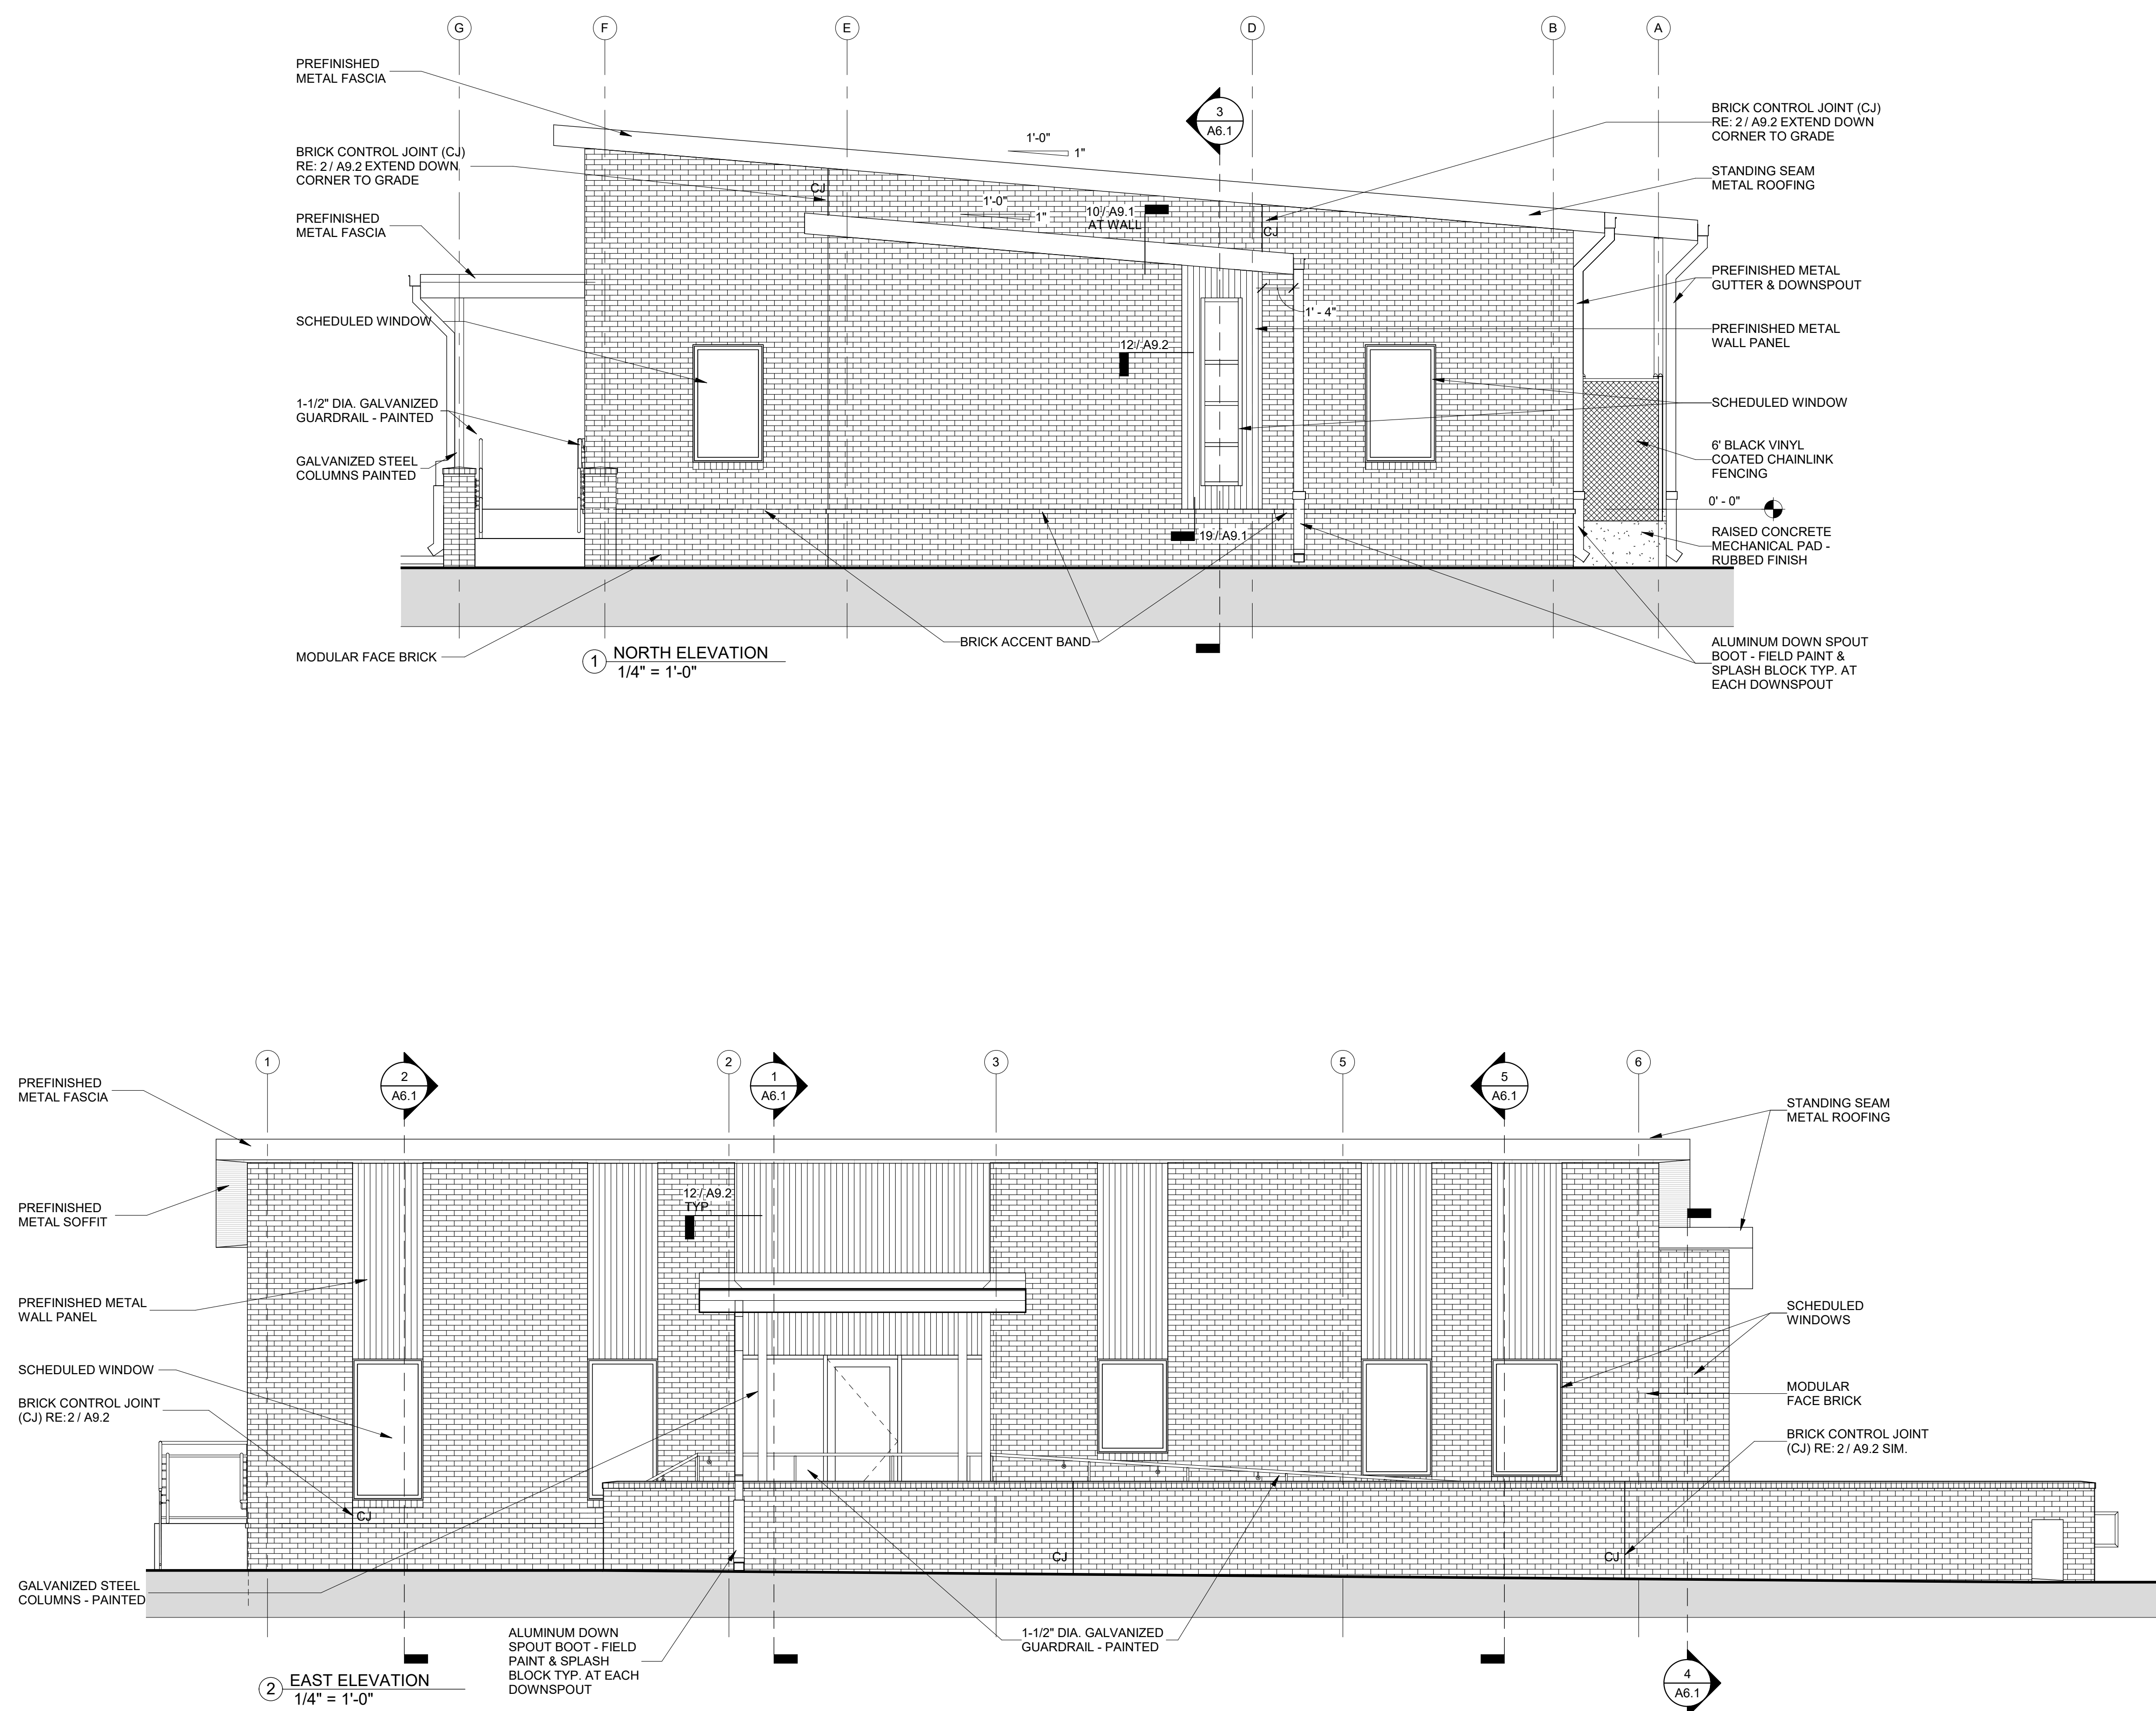 G
F
E
D
B
A
PREFINISHED
METAL FASCIA
BRICK CONTROL JOINT (CJ)
RE: 2 / A9.2 EXTEND DOWN
CORNER TO GRADE
PREFINISHED
METAL FASCIA
SCHEDULED WINDOW
1-1/2" DIA. GALVANIZED
GUARDRAIL - PAINTED
GALVANIZED STEEL
COLUMNS PAINTED
MODULAR FACE BRICK
3
A6.1
1'-0"
1"
CJ
1'-0"
1"
10 / A9.1
AT WALL
CJ
1' - 4"
12 / A9.2
19 / A9.1
BRICK ACCENT BAND
BRICK CONTROL JOINT (CJ)
RE: 2 / A9.2 EXTEND DOWN
CORNER TO GRADE
STANDING SEAM
METAL ROOFING
PREFINISHED METAL
GUTTER & DOWNSPOUT
PREFINISHED METAL
WALL PANEL
SCHEDULED WINDOW
6' BLACK VINYL
COATED CHAINLINK
FENCING
0' - 0"
RAISED CONCRETE
MECHANICAL PAD -
RUBBED FINISH
ALUMINUM DOWN SPOUT
BOOT - FIELD PAINT &
SPLASH BLOCK TYP. AT
EACH DOWNSPOUT
1
NORTH ELEVATION
1/4" = 1'-0"
1
2
A6.1
2
1
A6.1
3
5
5
A6.1
6
PREFINISHED
METAL FASCIA
PREFINISHED
METAL SOFFIT
PREFINISHED METAL
WALL PANEL
SCHEDULED WINDOW
BRICK CONTROL JOINT
(CJ) RE: 2 / A9.2
GALVANIZED STEEL
COLUMNS - PAINTED
12 / A9.2
TYP
CJ
CJ
CJ
STANDING SEAM
METAL ROOFING
SCHEDULED
WINDOWS
MODULAR
FACE BRICK
BRICK CONTROL JOINT
(CJ) RE: 2 / A9.2 SIM.
ALUMINUM DOWN
SPOUT BOOT - FIELD
PAINT & SPLASH
BLOCK TYP. AT EACH
DOWNSPOUT
1-1/2" DIA. GALVANIZED
GUARDRAIL - PAINTED
4
A6.1
2
EAST ELEVATION
1/4" = 1'-0"